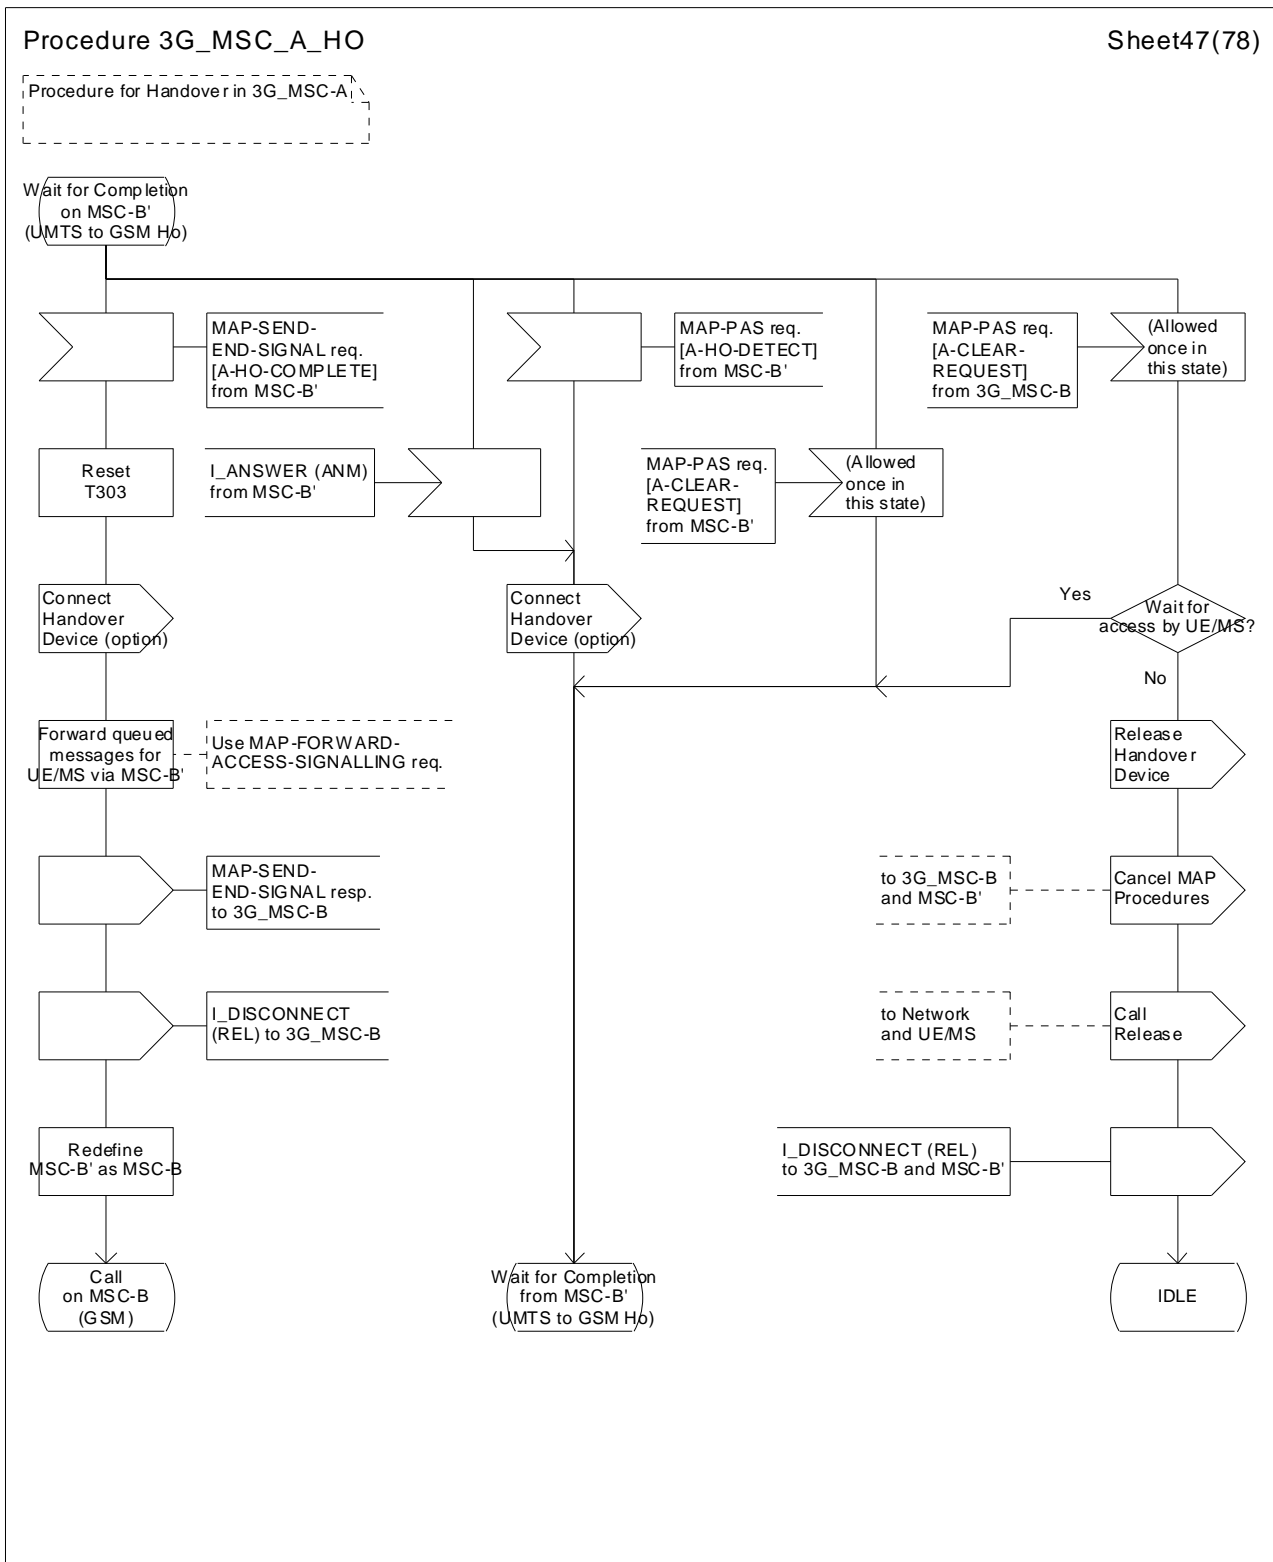 Procedure 3G_MSC_A_HO
Sheet47(78)
Procedure for Handover in 3G_MSC-A
Wait for Completion
on MSC-B'
(UMTS to GSM Ho)
MAP-SEND-
END-SIGNAL req.
[A-HO-COMPLETE]
from MSC-B'
MAP-PAS req.
[A-HO-DETECT]
from MSC-B'
MAP-PAS req.
[A-CLEAR-
REQUEST]
from 3G_MSC-B
(Allowed
once in
this state)
Reset
T303
I_ANSWER (ANM)
from MSC-B'
MAP-PAS req.
[A-CLEAR-
REQUEST]
from MSC-B'
(Allowed
once in
this state)
Connect
Handover
Device (option)
Connect
Handover
Device (option)
Yes
Wait for
access by UE/MS?
No
Forward queued
messages for
UE/MS via MSC-B'
Use MAP-FORWARD-
ACCESS-SIGNALLING req.
Release
Handover
Device
MAP-SEND-
END-SIGNAL resp.
to 3G_MSC-B
to 3G_MSC-B
and MSC-B'
Cancel MAP
Procedures
I_DISCONNECT
(REL) to 3G_MSC-B
to Network
and UE/MS
Call
Release
Redefine
MSC-B' as MSC-B
I_DISCONNECT (REL)
to 3G_MSC-B and MSC-B'
Call
on MSC-B
(GSM)
Wait for Completion
from MSC-B'
(UMTS to GSM Ho)
IDLE